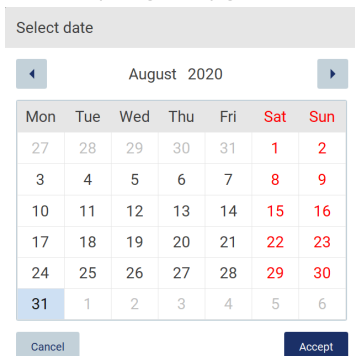 Select date
August 2020
Mon Tue Wed Thu Fri Sat Sun
27 28 29 30 31 1 2
3 4 5 6 7 8 9
10 11 12 13 14 15 16
17 18 19 20 21 22 23
24 25 26 27 28 29 30
31 1 2 3 4 5 6
Cancel Accept